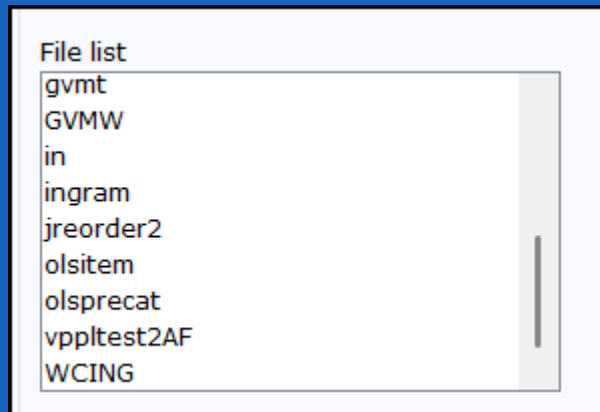 File list
gvmt
GVMW
in
ingram
jreorder2
olsitem
olsprecat
vppltest2AF
WCING